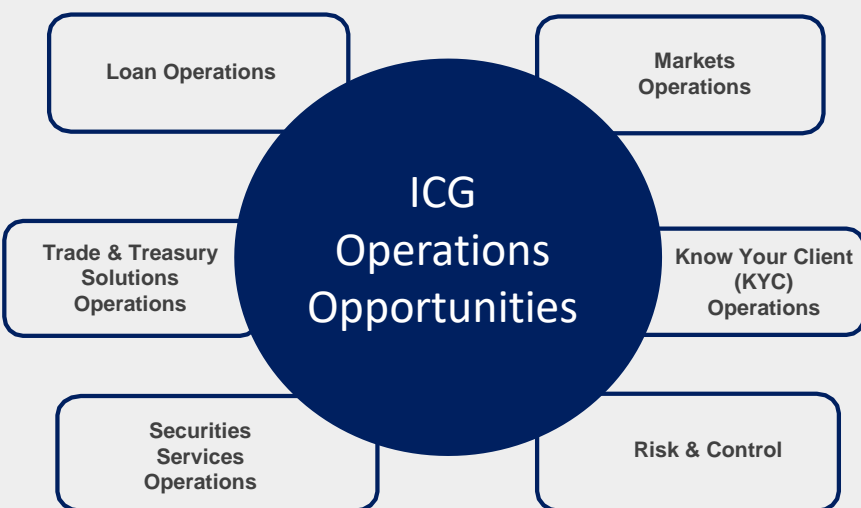 Loan Operations
Markets
Operations
ICG
Operations
Opportunities
Trade & Treasury
Solutions
Operations
Know Your Client
(KYC)
Operations
Securities
Services
Operations
Risk & Control